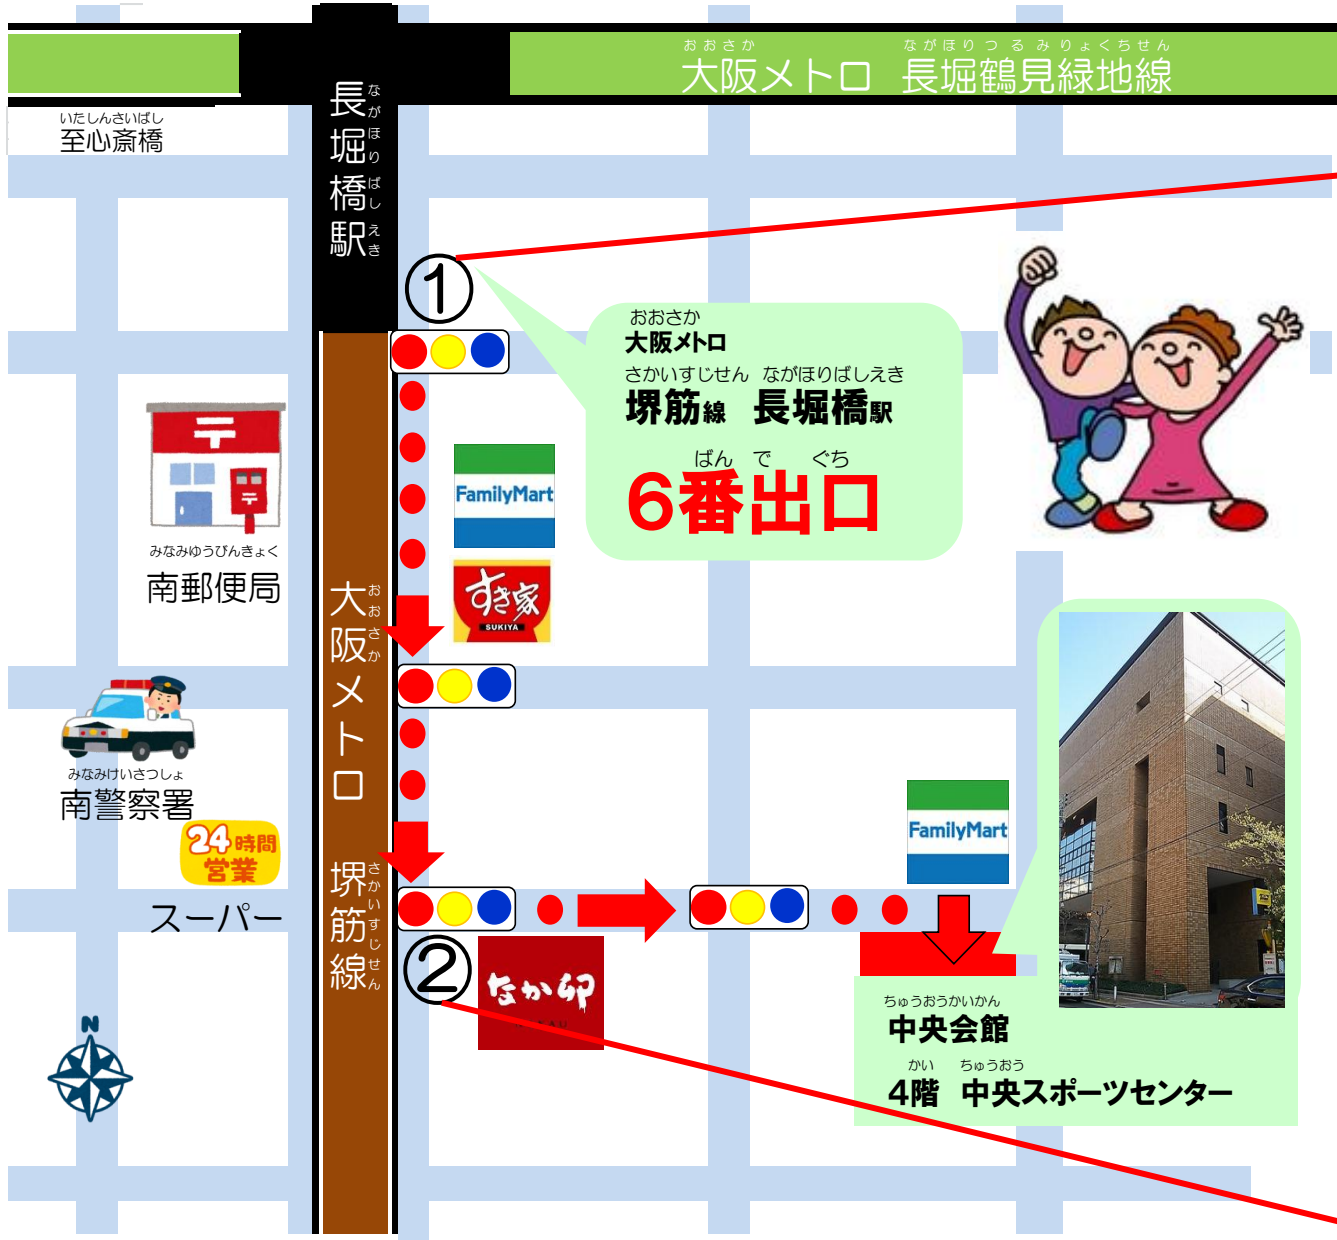 おおさか ながほりつるみりょくちせん
大阪メトロ 長堀鶴見緑地線
いたしんさいばし
至心斎橋
ながほりばしえき
長堀橋駅
①
おおさか
大阪メトロ
さかいすじせん ながほりばしえき
堺筋線 長堀橋駅
ばん で ぐち
6番出口
FamilyMart
すき家
SUKIYA
みなみゆうびんきょく
南郵便局
おおさか
大阪メトロ
さかいすじせん
堺筋線
みなみけいさつしょ
南警察署
24時間
営業
スーパー
FamilyMart
②
なか卯
N
ちゅうおうかいかん
中央会館
かい ちゅうおう
4階 中央スポーツセンター